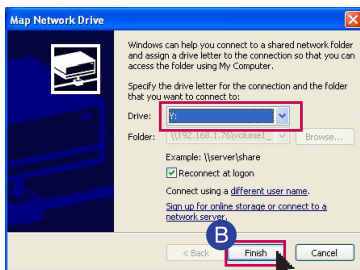 Map Network Drive
Windows can help you connect to a shared network folder
and assign a drive letter to the connection so that you can
access the folder using My Computer.
Specify the drive letter for the connection and the folder
that you want to connect to:
Drive: Y:
Folder: \\192.168.1.76\volume1_ Browse...
Example: \\server\share
Reconnect at logon
Connect using a different user name.
Sign up for online storage or connect to a
network server.
B
< Back Finish Cancel